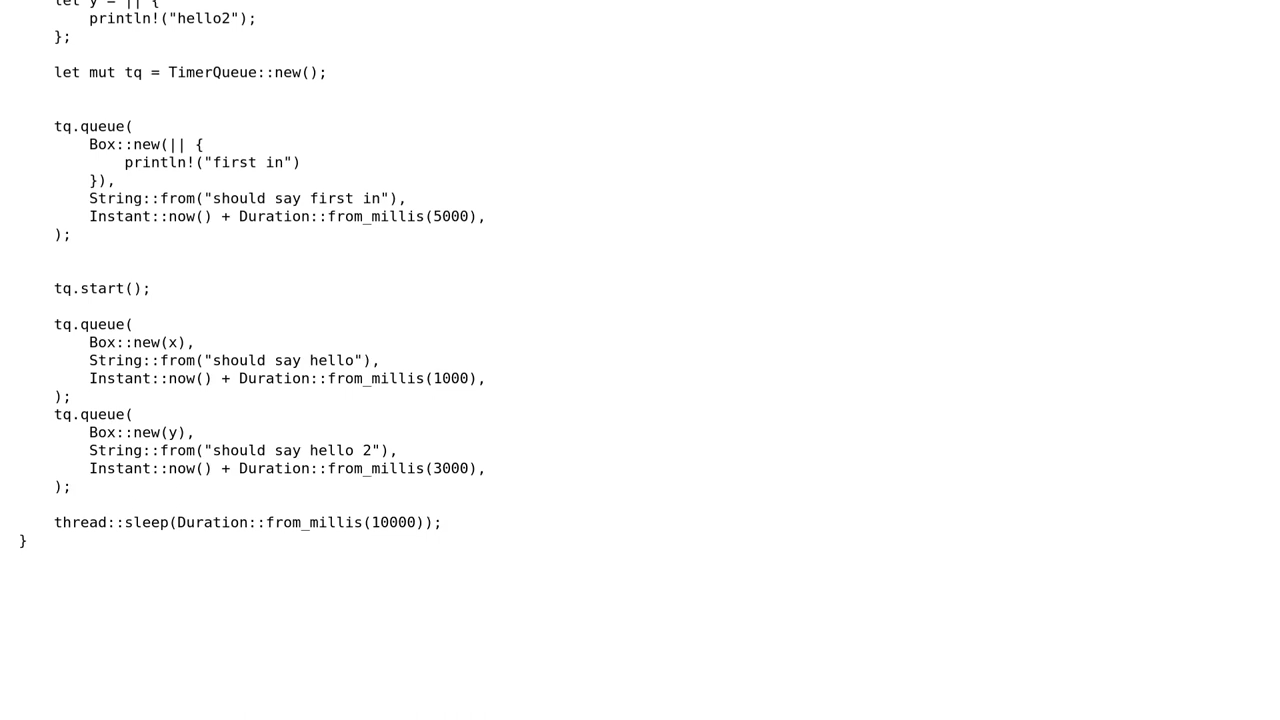 let y = || {
        println!("hello2");
    };

    let mut tq = TimerQueue::new();


    tq.queue(
        Box::new(|| {
            println!("first in")
        }),
        String::from("should say first in"),
        Instant::now() + Duration::from_millis(5000),
    );


    tq.start();

    tq.queue(
        Box::new(x),
        String::from("should say hello"),
        Instant::now() + Duration::from_millis(1000),
    );
    tq.queue(
        Box::new(y),
        String::from("should say hello 2"),
        Instant::now() + Duration::from_millis(3000),
    );

    thread::sleep(Duration::from_millis(10000));
}